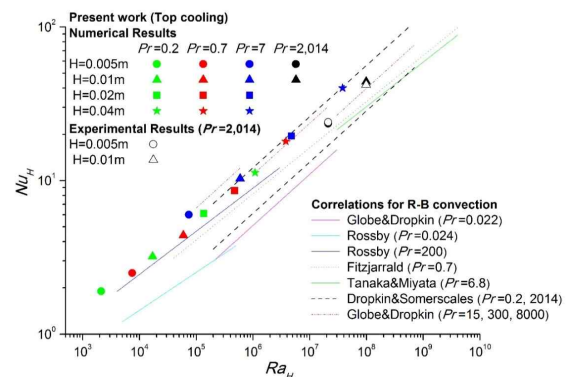 Present work (Top cooling)
Numerical Results
Pr=0.2 Pr=0.7 Pr=7 Pr=2,014
H=0.005m
H=0.01m
H=0.02m
H=0.04m
Experimental Results (Pr=2,014)
H=0.005m
H=0.01m
Correlations for R-B convection
Globe&Dropkin (Pr=0.022)
Rossby (Pr=0.024)
Rossby (Pr=200)
Fitzjarrald (Pr=0.7)
Tanaka&Miyata (Pr=6.8)
Dropkin&Somerscales (Pr=0.2, 2014)
Globe&Dropkin (Pr=15, 300, 8000)
10² 
10¹
10⁰
Nu_H
10³ 10⁴ 10⁵ 10⁶ 10⁷ 10⁸ 10⁹ 10¹⁰
Ra_H